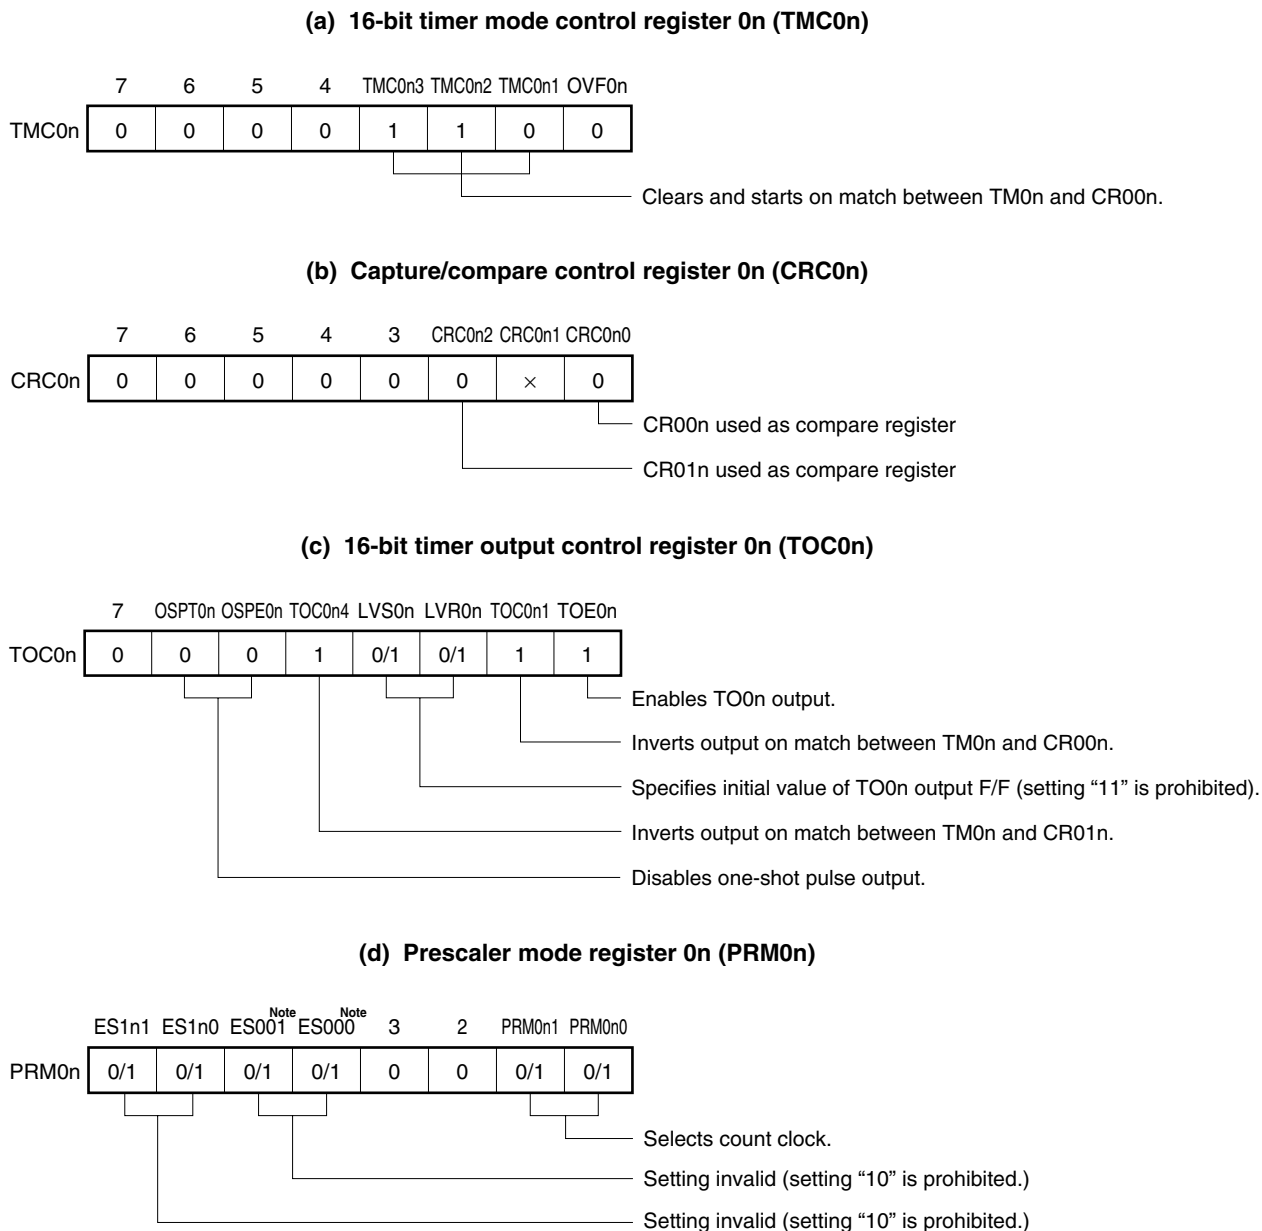 (a) 16-bit timer mode control register 0n (TMC0n)
7 6 5 4 TMC0n3 TMC0n2 TMC0n1 OVF0n
TMC0n 0 0 0 0 1 1 0 0
Clears and starts on match between TM0n and CR00n.
(b) Capture/compare control register 0n (CRC0n)
7 6 5 4 3 CRC0n2 CRC0n1 CRC0n0
CRC0n 0 0 0 0 0 0 × 0
CR00n used as compare register
CR01n used as compare register
(c) 16-bit timer output control register 0n (TOC0n)
7 OSPT0n OSPE0n TOC0n4 LVS0n LVR0n TOC0n1 TOE0n
TOC0n 0 0 0 1 0/1 0/1 1 1
Enables TO0n output.
Inverts output on match between TM0n and CR00n.
Specifies initial value of TO0n output F/F (setting “11” is prohibited).
Inverts output on match between TM0n and CR01n.
Disables one-shot pulse output.
(d) Prescaler mode register 0n (PRM0n)
ES1n1 ES1n0 ES001 Note ES000 Note 3 2 PRM0n1 PRM0n0
PRM0n 0/1 0/1 0/1 0/1 0 0 0/1 0/1
Selects count clock.
Setting invalid (setting “10” is prohibited.)
Setting invalid (setting “10” is prohibited.)